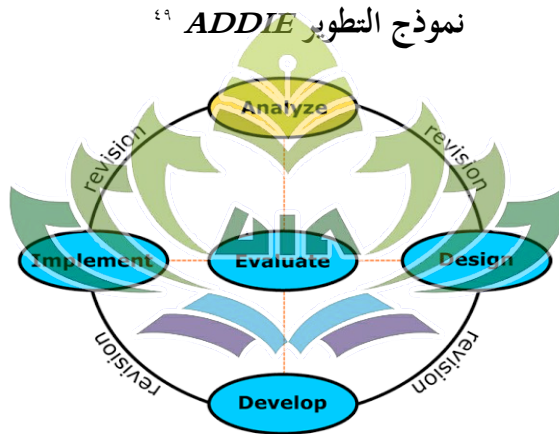 نموذج التطوير ADDIE ٤٩
Analyze
revision
revision
Implement
Evaluate
Design
revision
revision
Develop